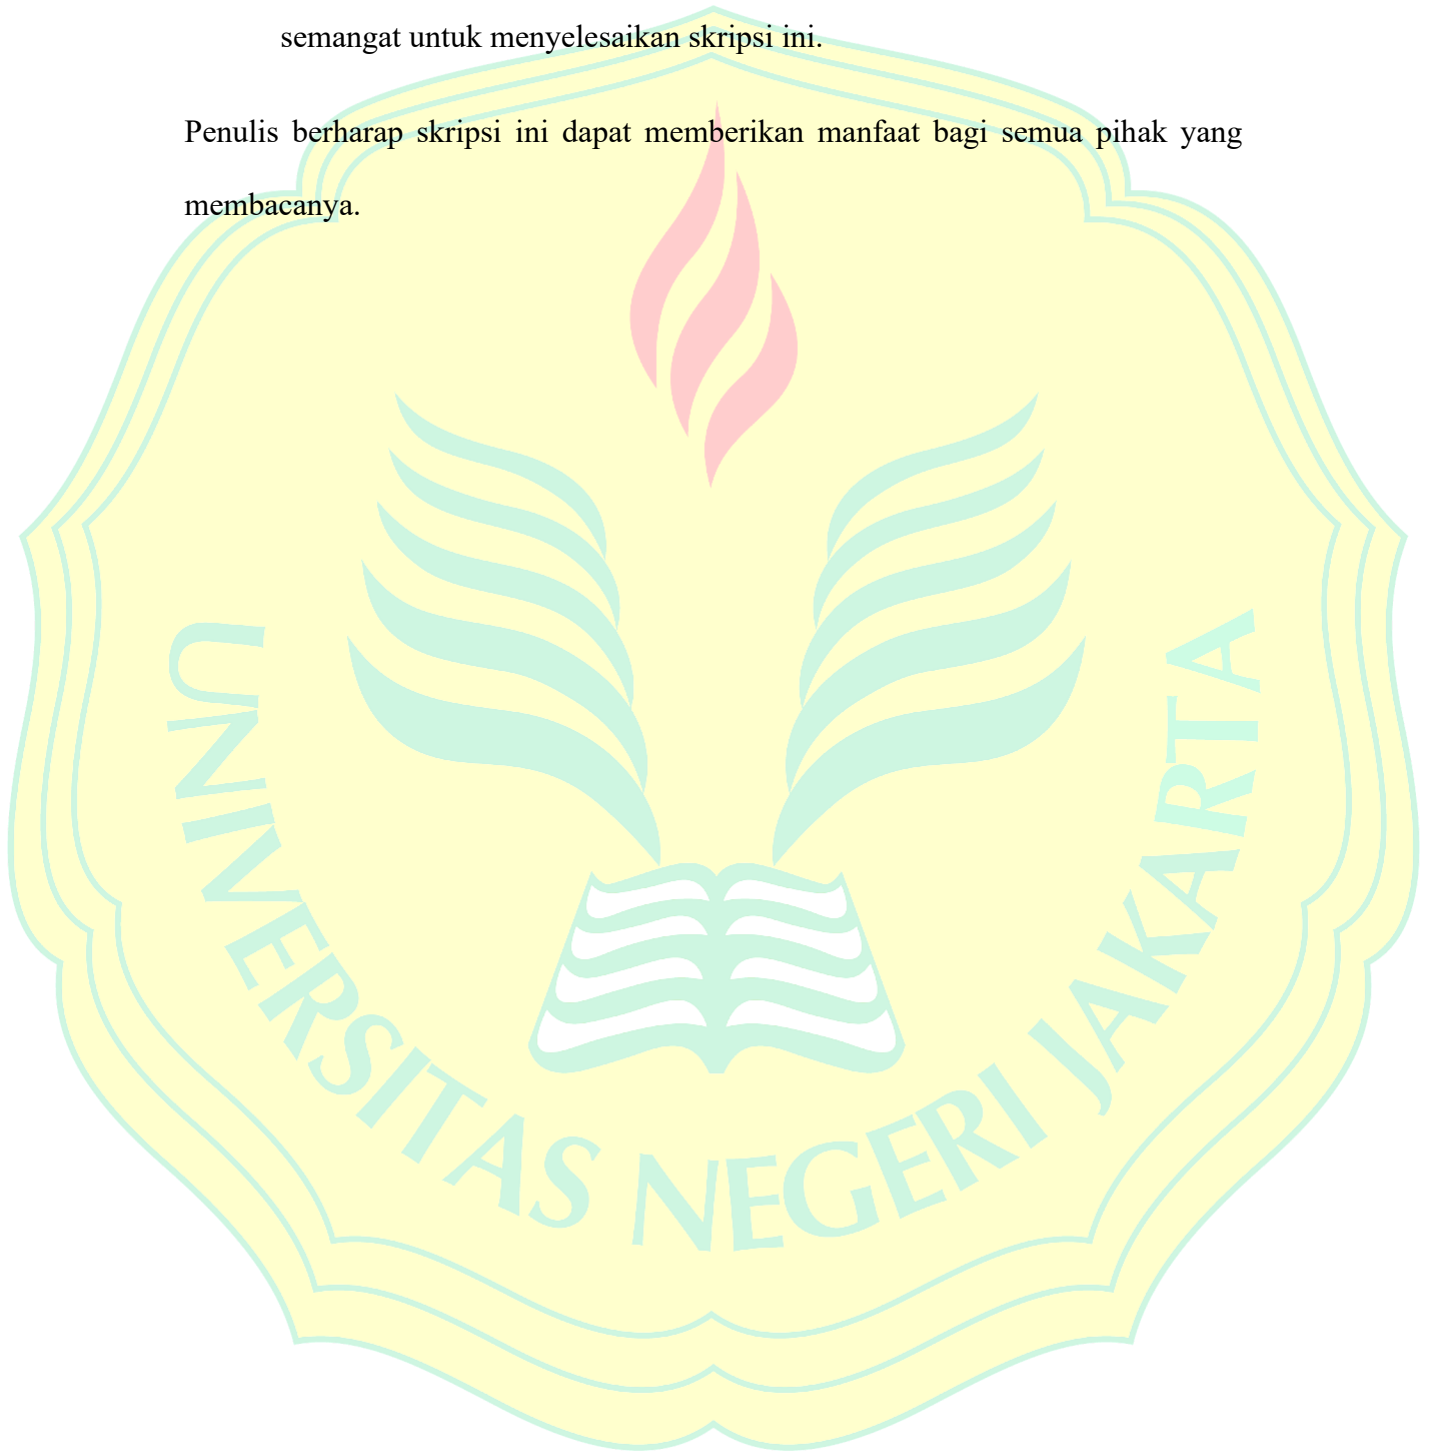 semangat untuk menyelesaikan skripsi ini.
Penulis berharap skripsi ini dapat memberikan manfaat bagi semua pihak yang
membacanya.
UNIVERSITAS NEGERI JAKARTA